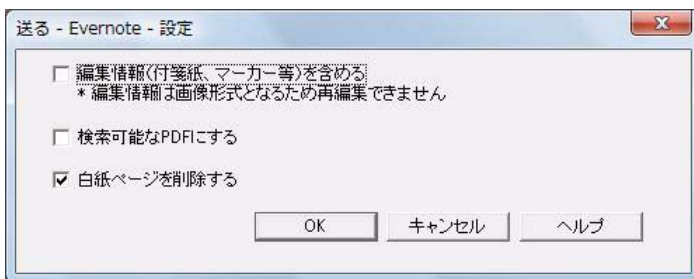 送る - Evernote - 設定
編集情報(付箋紙、マーカー等)を含める
* 編集情報は画像形式となるため再編集できません
検索可能なPDFにする
白紙ページを削除する
OK キャンセル ヘルプ